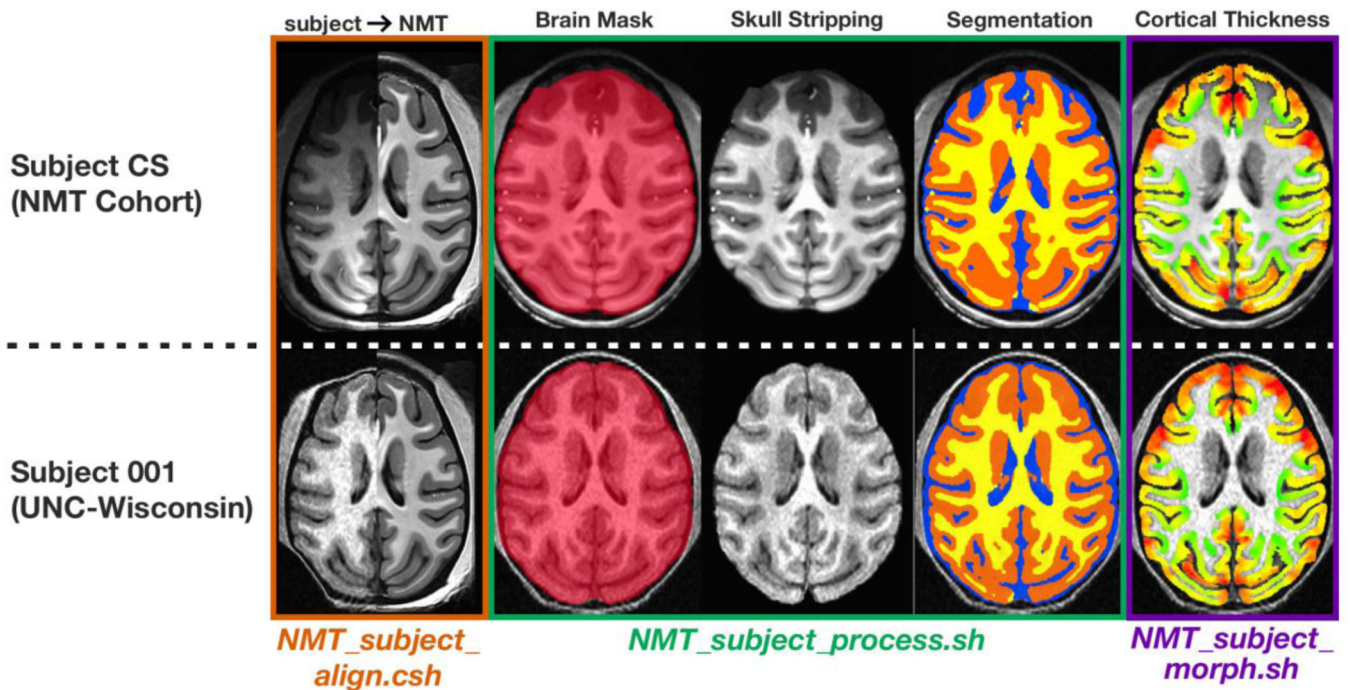 subject → NMT
Brain Mask
Skull Stripping
Segmentation
Cortical Thickness
Subject CS
(NMT Cohort)
Subject 001
(UNC-Wisconsin)
NMT_subject_
align.csh
NMT_subject_process.sh
NMT_subject_
morph.sh